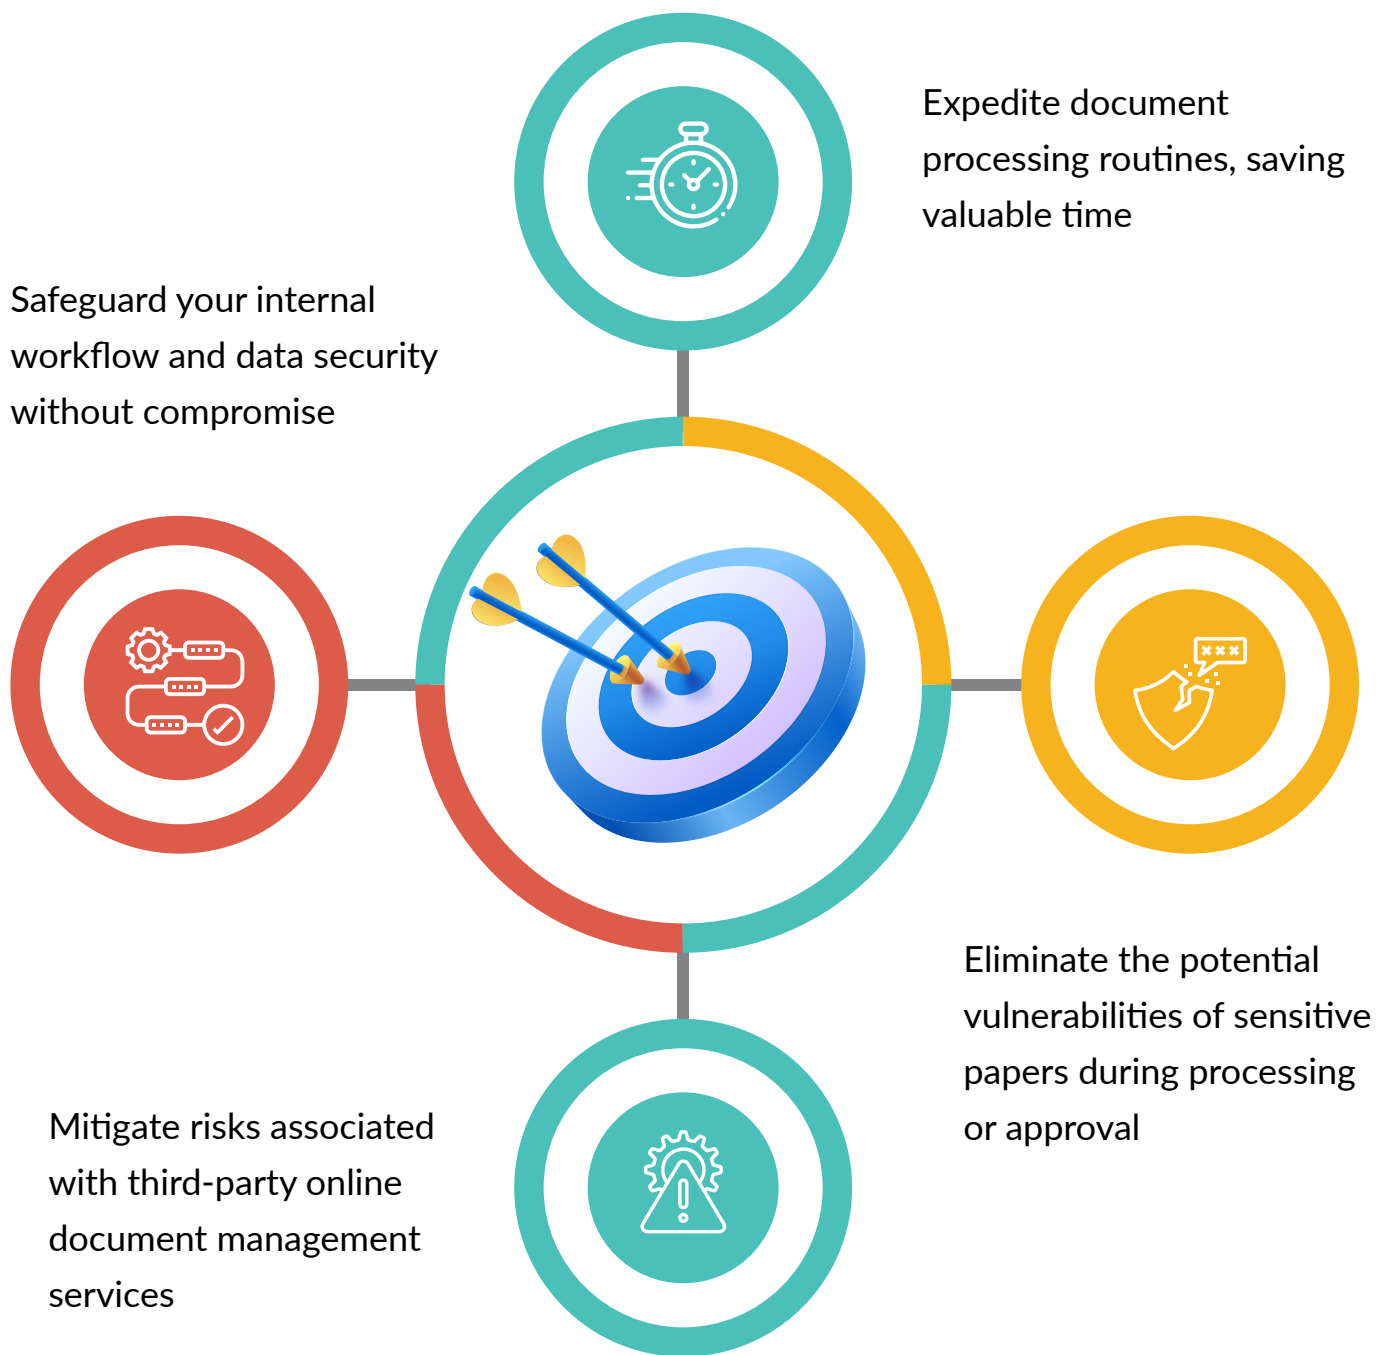 Expedite document
processing routines, saving
valuable time
Safeguard your internal
workflow and data security
without compromise
Eliminate the potential
vulnerabilities of sensitive
papers during processing
or approval
Mitigate risks associated
with third-party online
document management
services